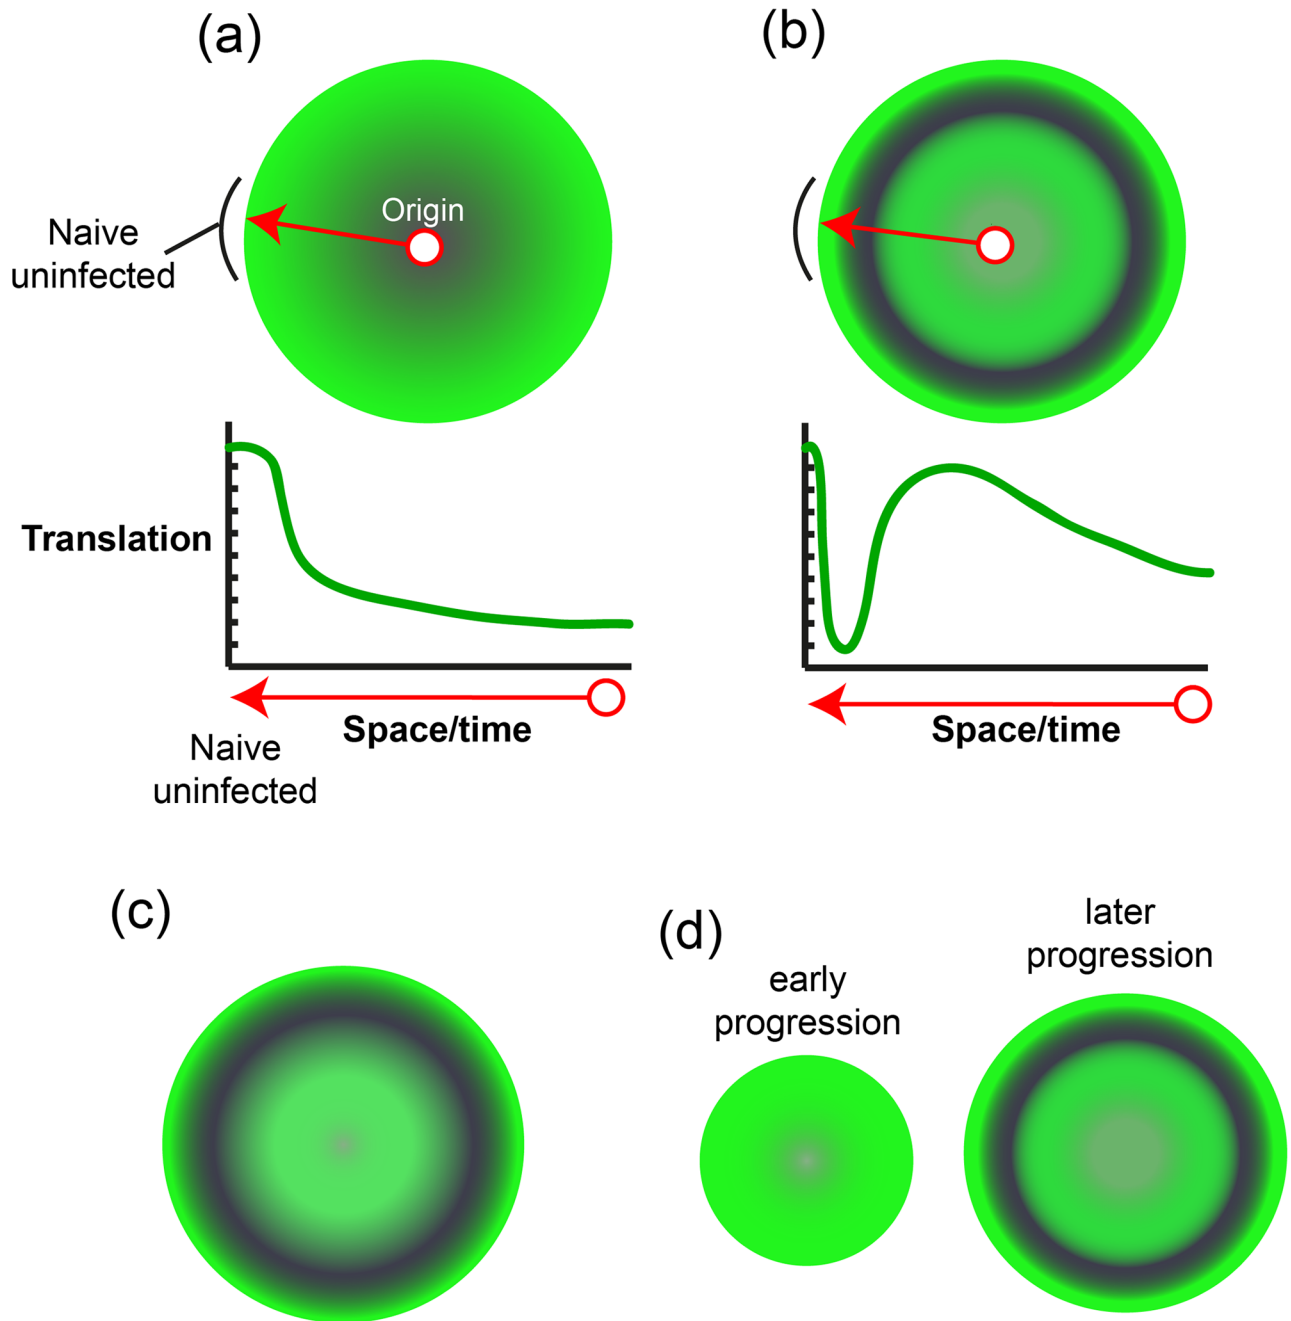 (a)
Origin
Naive
uninfected
Translation
Space/time
Naive
uninfected
(b)
Space/time
(c)
(d)
early
progression
later
progression